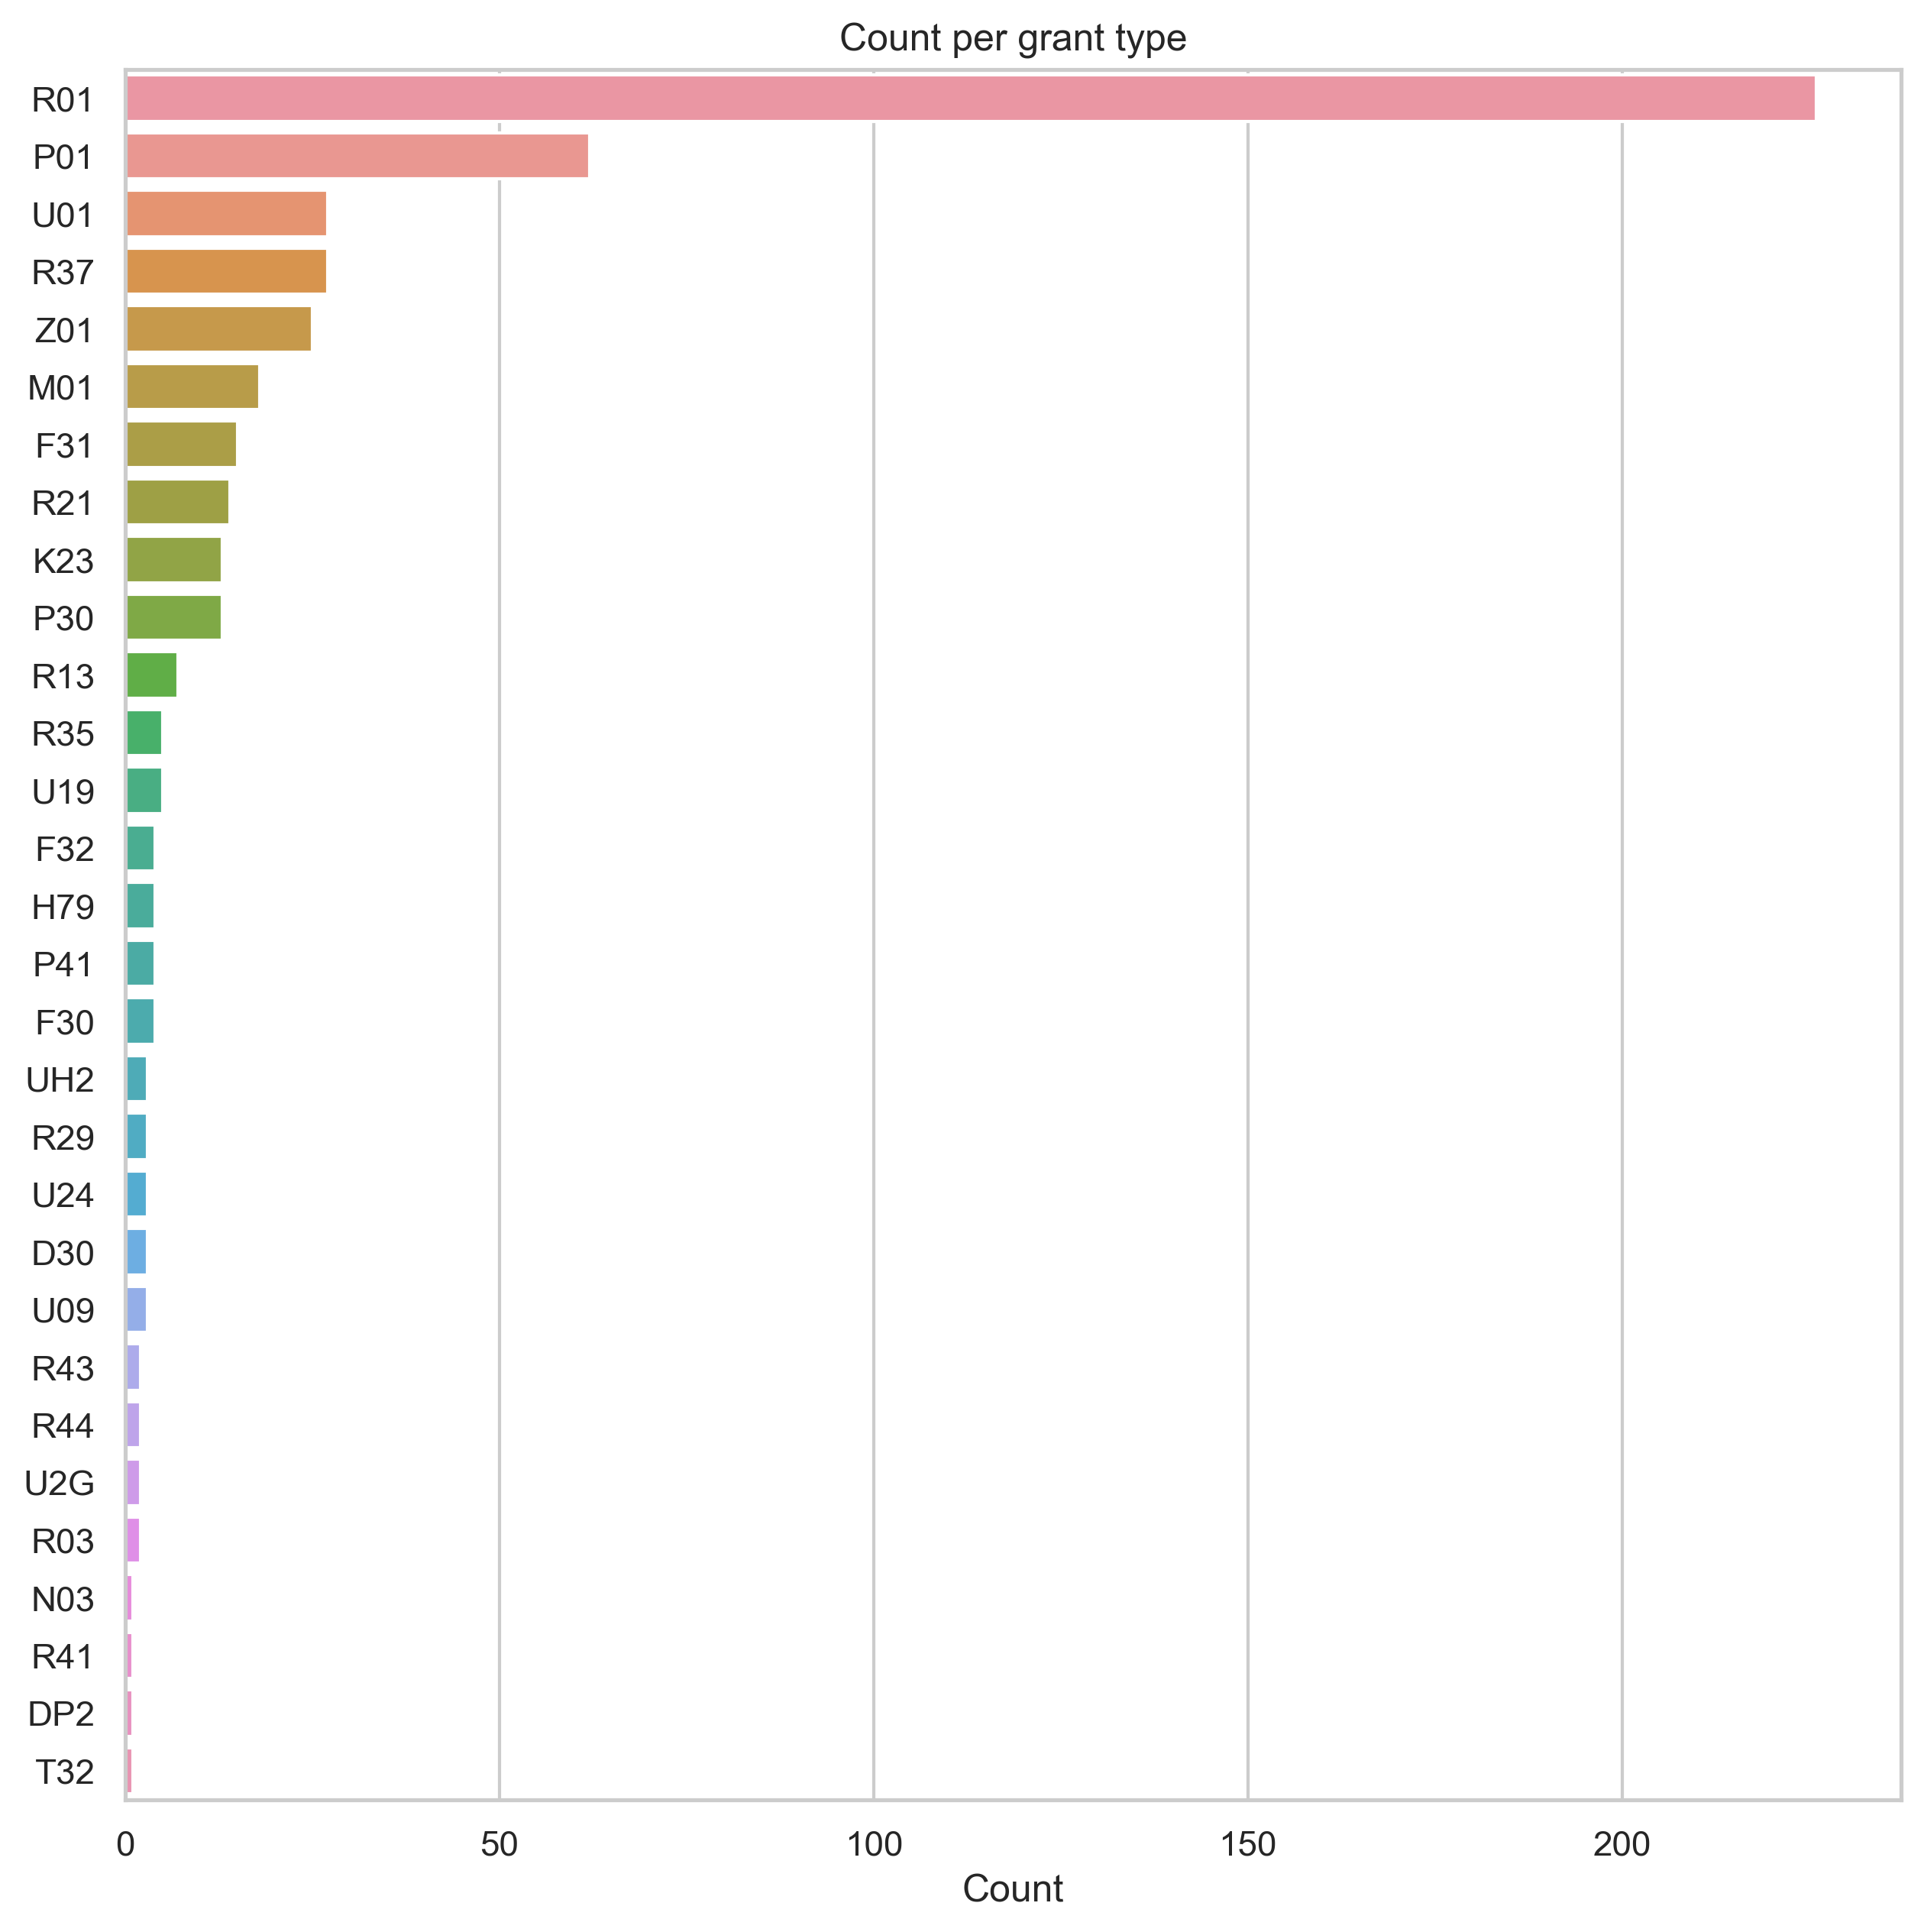 Count per grant type
R01
P01
U01
R37
Z01
M01
F31
R21
K23
P30
R13
R35
U19
F32
H79
P41
F30
UH2
R29
U24
D30
U09
R43
R44
U2G
R03
N03
R41
DP2
T32
0 50 100 150 200
Count